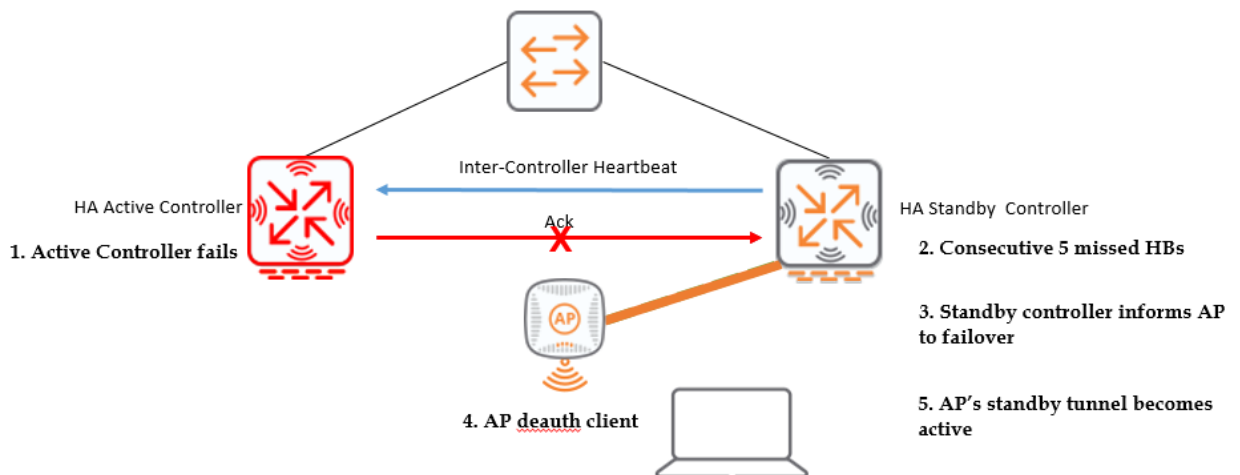 Inter-Controller Heartbeat
HA Active Controller
Ack
HA Standby Controller
1. Active Controller fails
2. Consecutive 5 missed HBs
AP
3. Standby controller informs AP
to failover
4. AP deauth client
5. AP's standby tunnel becomes
active